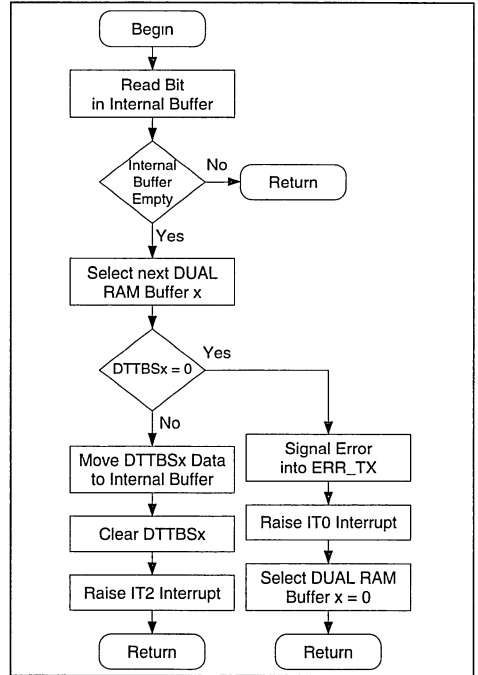 Begin
Read Bit
in Internal Buffer
Internal
Buffer
Empty
No
Return
Yes
Select next DUAL
RAM Buffer x
DTTBSx = 0
Yes
No
Move DTTBSx Data
to Internal Buffer
Clear DTTBSx
Raise IT2 Interrupt
Return
Signal Error
into ERR_TX
Raise IT0 Interrupt
Select DUAL RAM
Buffer x = 0
Return